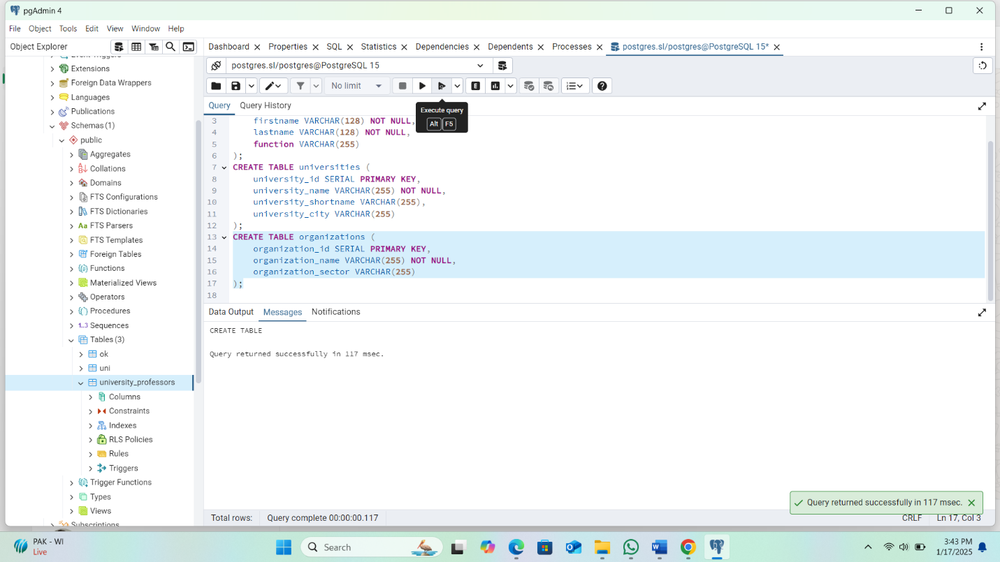 pgAdmin 4
File Object Tools Edit View Window Help
Object Explorer
Dashboard Properties SQL Statistics Dependencies Dependents Processes postgres.sl/postgres@PostgreSQL 15*
Event Triggers
Extensions
Foreign Data Wrappers
Languages
Publications
Schemas (1)
public
Aggregates
Collations
Domains
FTS Configurations
FTS Dictionaries
Aa FTS Parsers
FTS Templates
Foreign Tables
Functions
Materialized Views
Operators
Procedures
1..3 Sequences
Tables (3)
ok
uni
university_professors
Columns
Constraints
Indexes
RLS Policies
Rules
Triggers
Trigger Functions
Types
Views
Subscriptions
postgres.sl/postgres@PostgreSQL 15
No limit
E
Query Query History
Execute query
Alt F5
3 firstname VARCHAR(128) NOT NULL,
4 lastname VARCHAR(128) NOT NULL,
5 function VARCHAR(255)
6 );
7 CREATE TABLE universities (
8 university_id SERIAL PRIMARY KEY,
9 university_name VARCHAR(255) NOT NULL,
10 university_shortname VARCHAR(255),
11 university_city VARCHAR(255)
12 );
13 CREATE TABLE organizations (
14 organization_id SERIAL PRIMARY KEY,
15 organization_name VARCHAR(255) NOT NULL,
16 organization_sector VARCHAR(255)
17 );
18
Data Output Messages Notifications
CREATE TABLE
Query returned successfully in 117 msec.
Query returned successfully in 117 msec.
Total rows: Query complete 00:00:00.117 CRLF Ln 17, Col 3
PAK - WI
Live
Search
3:43 PM
1/17/2025